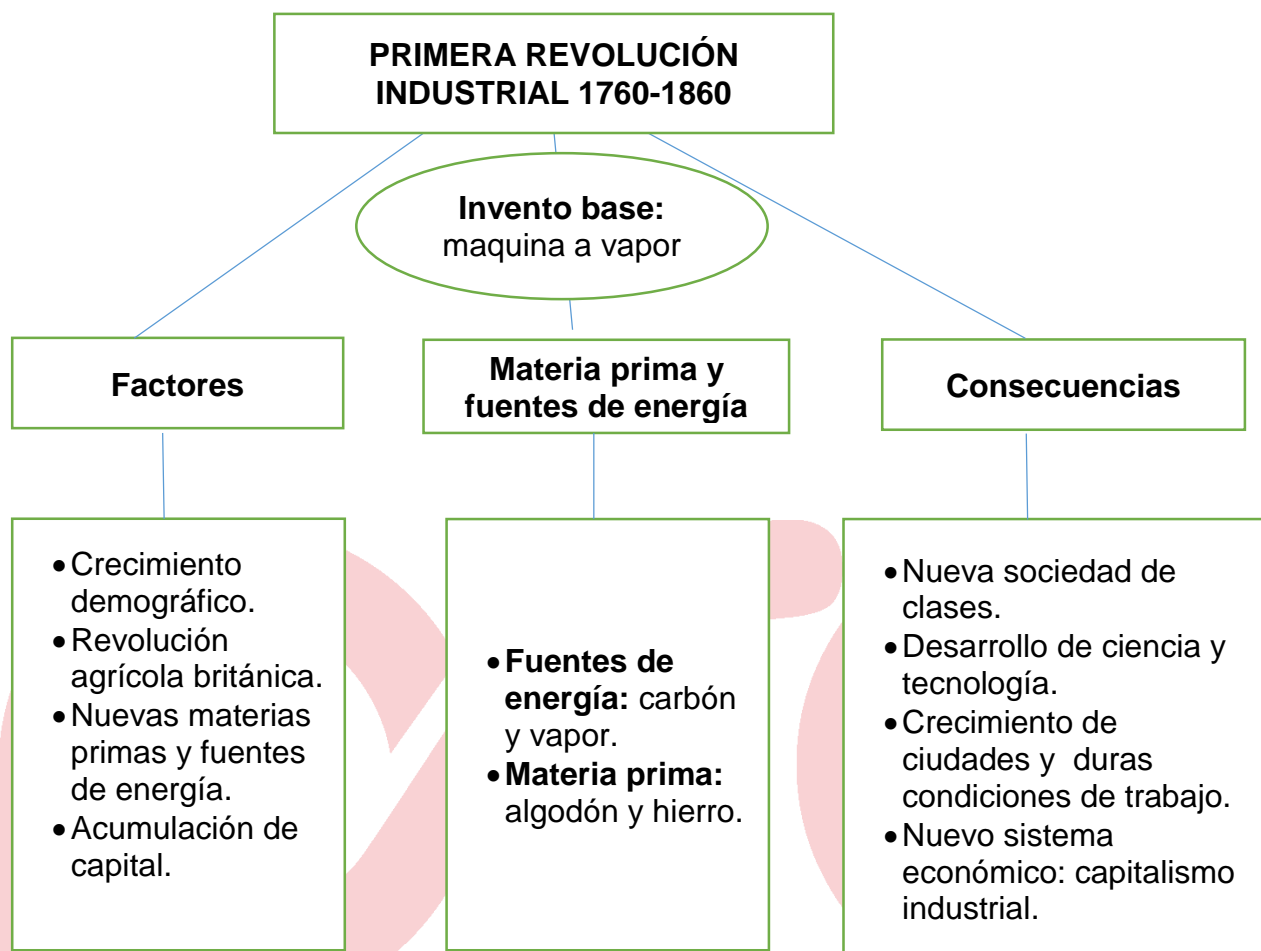 PRIMERA REVOLUCIÓN
INDUSTRIAL 1760-1860
Invento base:
maquina a vapor
Factores
Materia prima y
fuentes de energía
Consecuencias
•Crecimiento
demográfico.
•Revolución
agrícola británica.
•Nuevas materias
primas y fuentes
de energía.
•Acumulación de
capital.
•Fuentes de
energía: carbón
y vapor.
•Materia prima:
algodón y hierro.
•Nueva sociedad de
clases.
•Desarrollo de ciencia y
tecnología.
•Crecimiento de
ciudades y  duras
condiciones de trabajo.
•Nuevo sistema
económico: capitalismo
industrial.